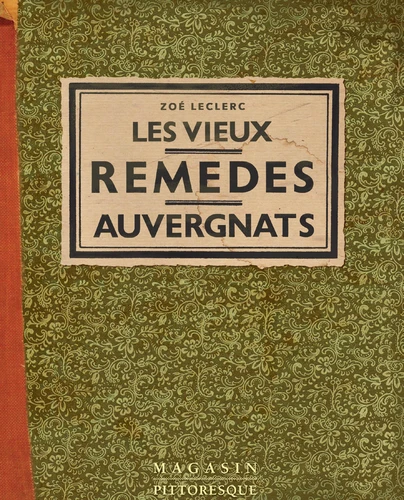 ZOÉ LECLERC
LES VIEUX
REMEDES
AUVERGNATS
MAGASIN
PITTORESQUE